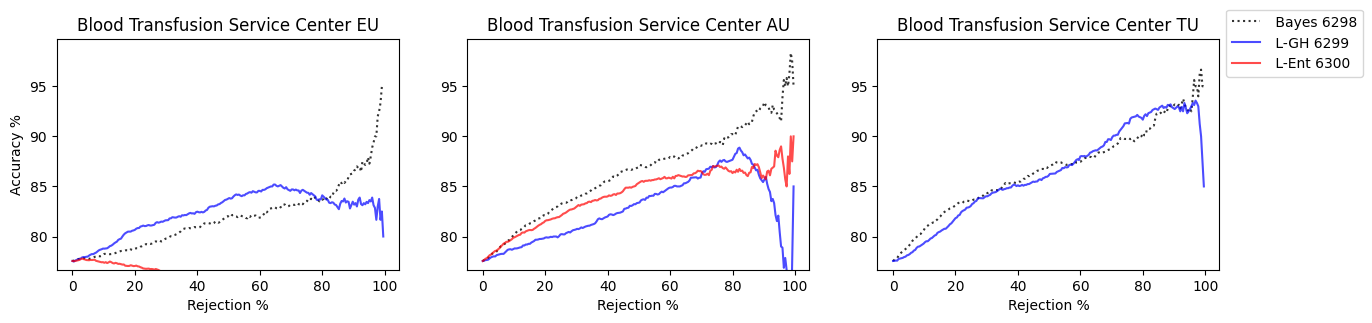 Blood Transfusion Service Center EU
Blood Transfusion Service Center AU
Blood Transfusion Service Center TU
Bayes 6298
L-GH 6299
L-Ent 6300
Accuracy %
95
90
85
80
0 20 40 60 80 100
Rejection %
95
90
85
80
0 20 40 60 80 100
Rejection %
95
90
85
80
0 20 40 60 80 100
Rejection %